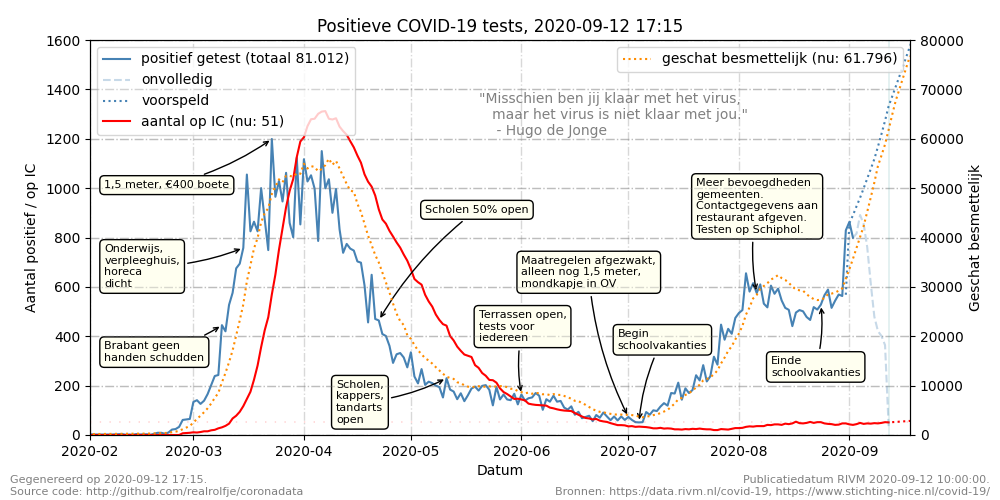 Positieve COVID-19 tests, 2020-09-12 17:15
positief getest (totaal 81.012)
onvolledig
voorspeld
aantal op IC (nu: 51)
geschat besmettelijk (nu: 61.796)
"Misschien ben jij klaar met het virus,
maar het virus is niet klaar met jou."
- Hugo de Jonge
1,5 meter, €400 boete
Onderwijs,
verpleeghuis,
horeca
dicht
Brabant geen
handen schudden
Scholen,
kappers,
tandarts
open
Scholen 50% open
Terrassen open,
tests voor
iedereen
Maatregelen afgezwakt,
alleen nog 1,5 meter,
mondkapje in OV
Begin
schoolvakanties
Meer bevoegdheden
gemeenten.
Contactgegevens aan
restaurant afgeven.
Testen op Schiphol.
Einde
schoolvakanties
Aantal positief / op IC
1600
1400
1200
1000
800
600
400
200
0
Geschat besmettelijk
80000
70000
60000
50000
40000
30000
20000
10000
0
2020-02
2020-03
2020-04
2020-05
2020-06
2020-07
2020-08
2020-09
Datum
Gegenereerd op 2020-09-12 17:15.
Source code: http://github.com/realrolfje/coronadata
Publicatiedatum RIVM 2020-09-12 10:00:00.
Bronnen: https://data.rivm.nl/covid-19, https://www.stichting-nice.nl/covid-19/